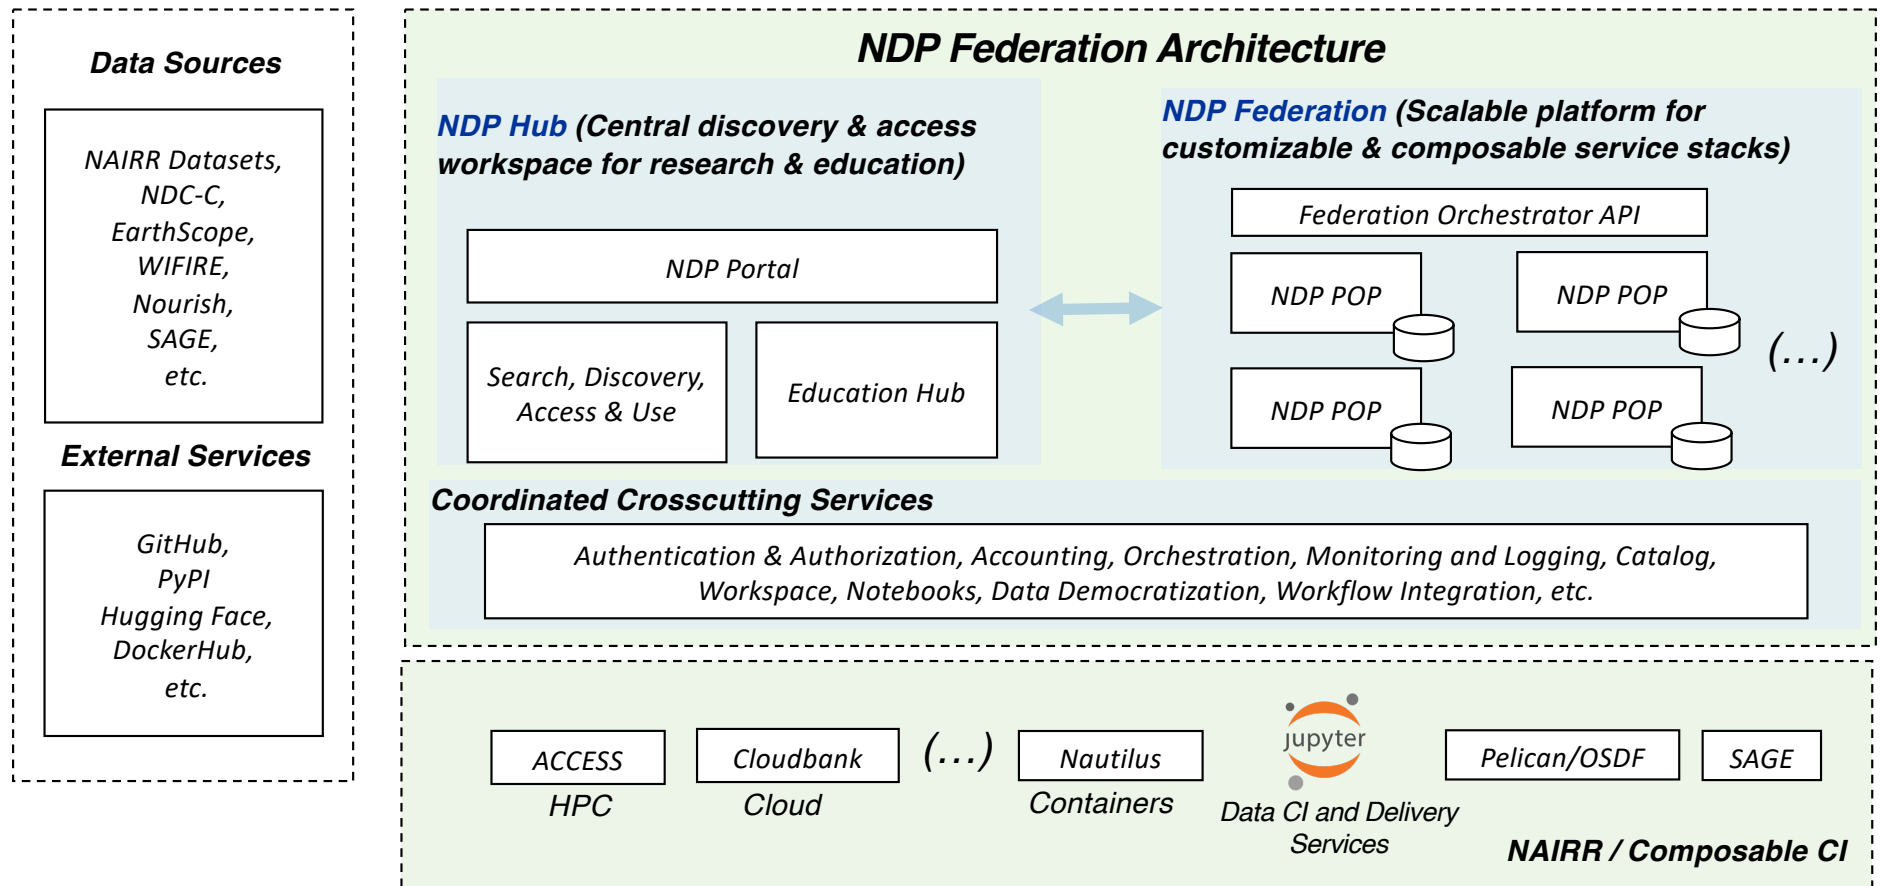 Data Sources
NAIRR Datasets,
NDC-C,
EarthScope,
WIFIRE,
Nourish,
SAGE,
etc.
External Services
GitHub,
PyPI
Hugging Face,
DockerHub,
etc.
NDP Federation Architecture
NDP Hub (Central discovery & access
workspace for research & education)
NDP Portal
Search, Discovery,
Access & Use
Education Hub
NDP Federation (Scalable platform for
customizable & composable service stacks)
Federation Orchestrator API
NDP POP
NDP POP
(...)
NDP POP
NDP POP
Coordinated Crosscutting Services
Authentication & Authorization, Accounting, Orchestration, Monitoring and Logging, Catalog,
Workspace, Notebooks, Data Democratization, Workflow Integration, etc.
ACCESS
HPC
Cloudbank
Cloud
(...)
Nautilus
Containers
jupyter
Data CI and Delivery
Services
Pelican/OSDF
SAGE
NAIRR / Composable CI